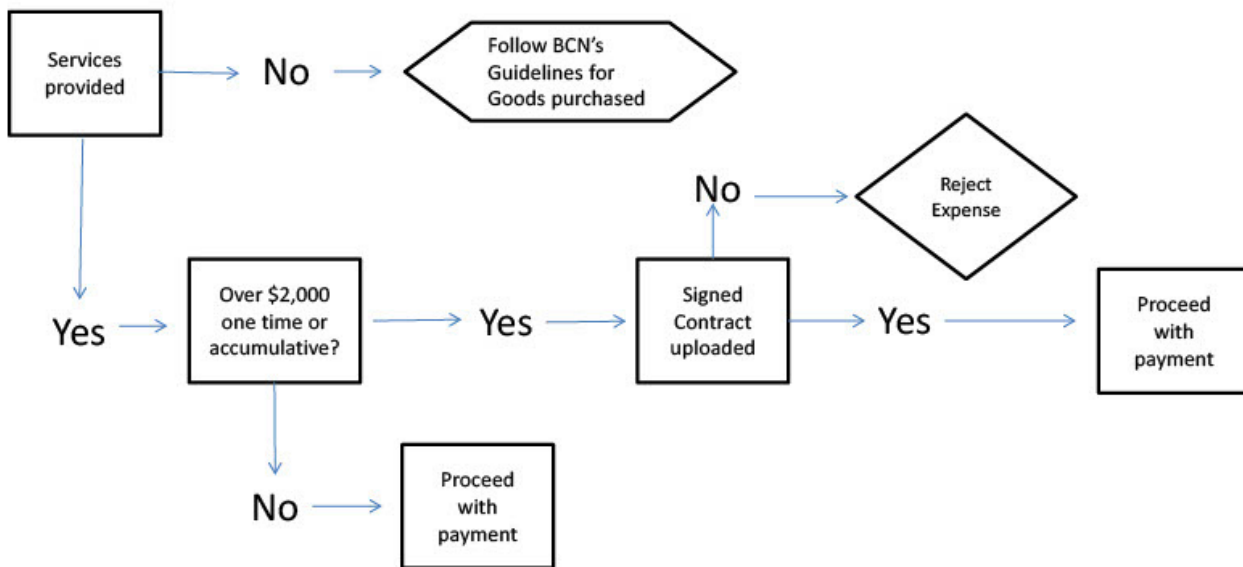 Services
provided
No
Follow BCN's
Guidelines for
Goods purchased
No
Reject
Expense
Yes
Over $2,000
one time or
accumulative?
Yes
Signed
Contract
uploaded
Yes
Proceed
with
payment
No
Proceed
with
payment